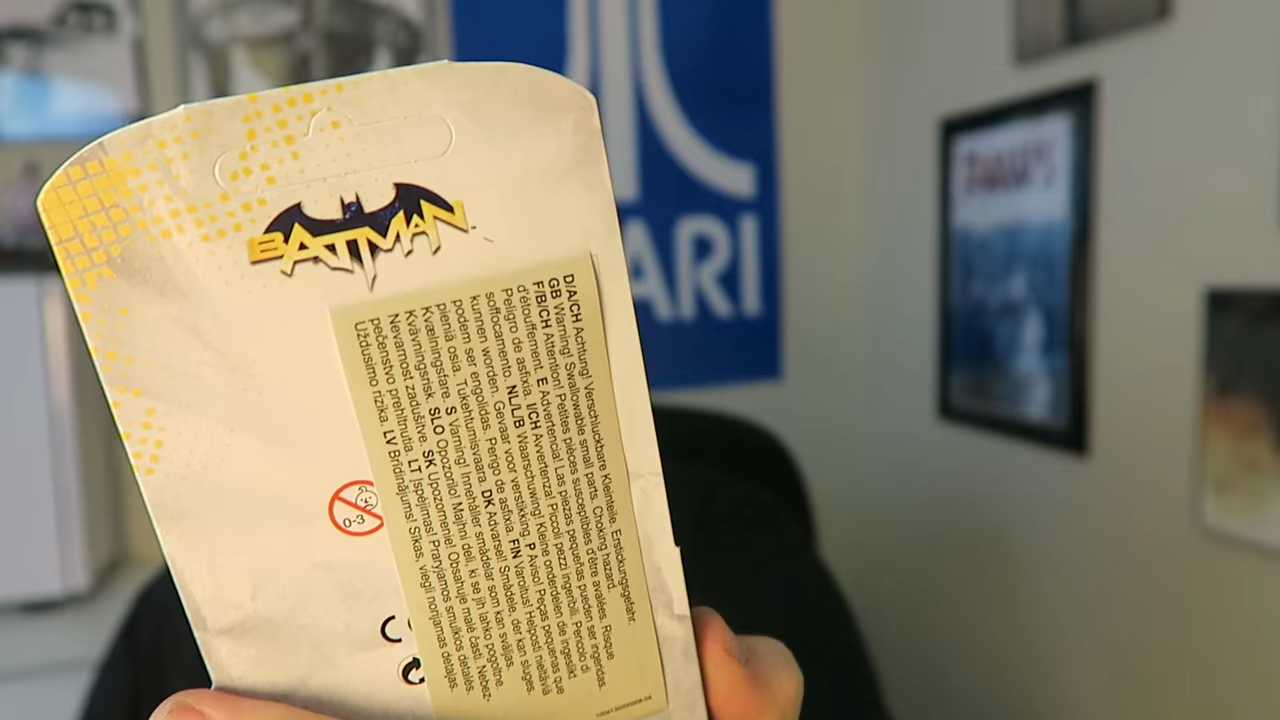 BATMAN
D/A/CH Achtung! Verschluckbare Kleinteile. Erstickungsgefahr.
GB Warning! Swallowable small parts. Choking hazard.
F/B/CH Attention! Petites pièces susceptibles d'être avalées. Risque
d'étouffement. E Advertencia! Las piezas pequeñas pueden ser ingeridas.
Peligro de asfixia. I/CH Avvertenza! Piccoli pezzi ingeribili. Pericolo di
soffocamento. NL/L/B Waarschuwing! Kleine onderdelen die ingeslikt
kunnen worden. Gevaar voor verstikking. P Aviso! Peças pequenas que
podem ser engolidas. Perigo de asfixia. FIN Varoitus! Helposti nieltäviä
pieniä osia. Tukehtumisvaara. DK Advarsel! Smådele, der kan sluges.
Kvælningsfare. S Varning! Innehåller smådelar som kan sväljas.
Kvävningsrisk. SLO Opozorilo! Majhni deli, ki se jih lahko pogoltne.
Nevarnost zadušitve. SK Upozornenie! Obsahuje malé časti. Nebez-
pečenstvo prehltnutia. LT Įspėjimas! Praryjamos smulkios detalės.
Uždusimo rizika. LV Brīdinājums! Sīkas, viegli norijamas detaļas.
0-3
ARI